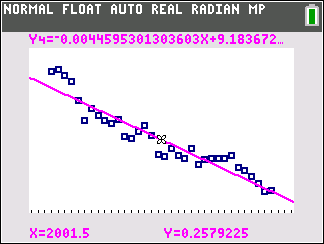 NORMAL FLOAT AUTO REAL RADIAN MP
Y4=-0.0044595301303603X+9.183672…
X=2001.5 Y=0.2579225